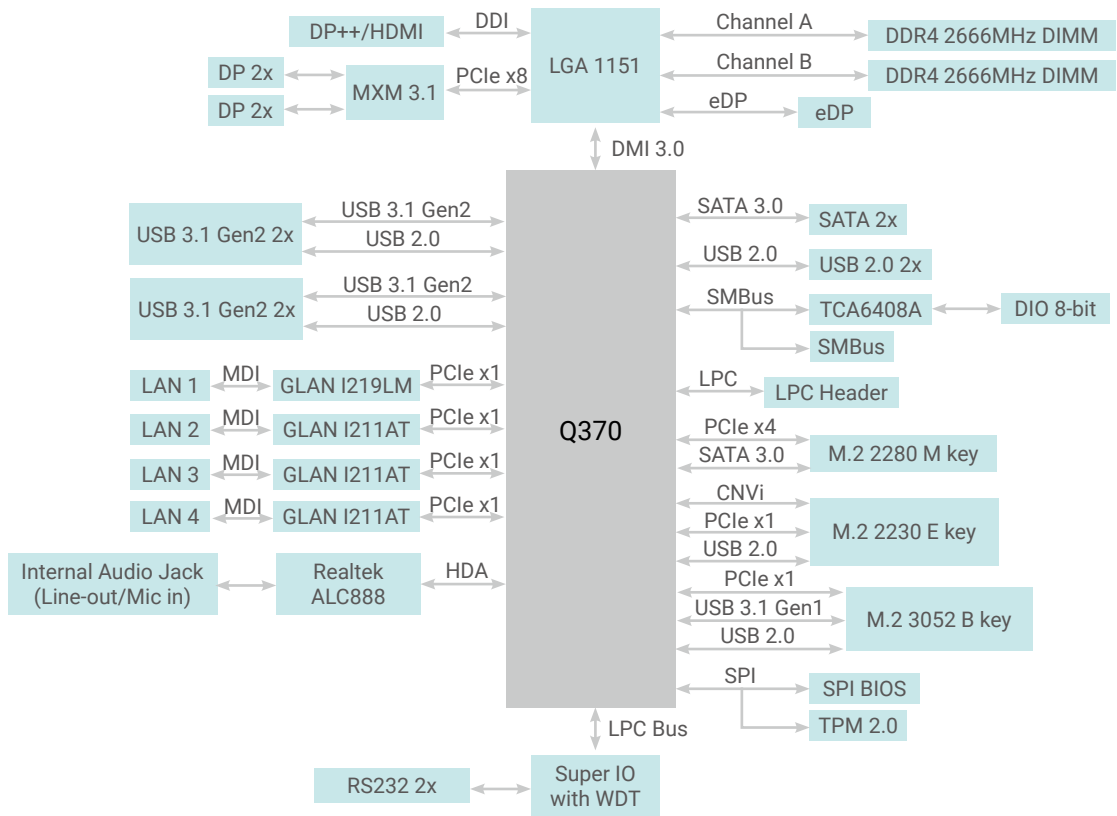 DP++/HDMI
DDI
LGA 1151
Channel A
DDR4 2666MHz DIMM
DP 2x
MXM 3.1
PCIe x8
Channel B
DDR4 2666MHz DIMM
DP 2x
eDP
eDP
DMI 3.0
Q370
USB 3.1 Gen2 2x
USB 3.1 Gen2
USB 2.0
USB 3.1 Gen2 2x
USB 3.1 Gen2
USB 2.0
LAN 1
MDI
GLAN I219LM
PCIe x1
LAN 2
MDI
GLAN I211AT
PCIe x1
LAN 3
MDI
GLAN I211AT
PCIe x1
LAN 4
MDI
GLAN I211AT
PCIe x1
Internal Audio Jack
(Line-out/Mic in)
Realtek
ALC888
HDA
SATA 3.0
SATA 2x
USB 2.0
USB 2.0 2x
SMBus
TCA6408A
DIO 8-bit
SMBus
LPC
LPC Header
PCIe x4
SATA 3.0
M.2 2280 M key
CNVi
PCIe x1
USB 2.0
M.2 2230 E key
PCIe x1
USB 3.1 Gen1
USB 2.0
M.2 3052 B key
SPI
SPI BIOS
TPM 2.0
LPC Bus
RS232 2x
Super IO
with WDT